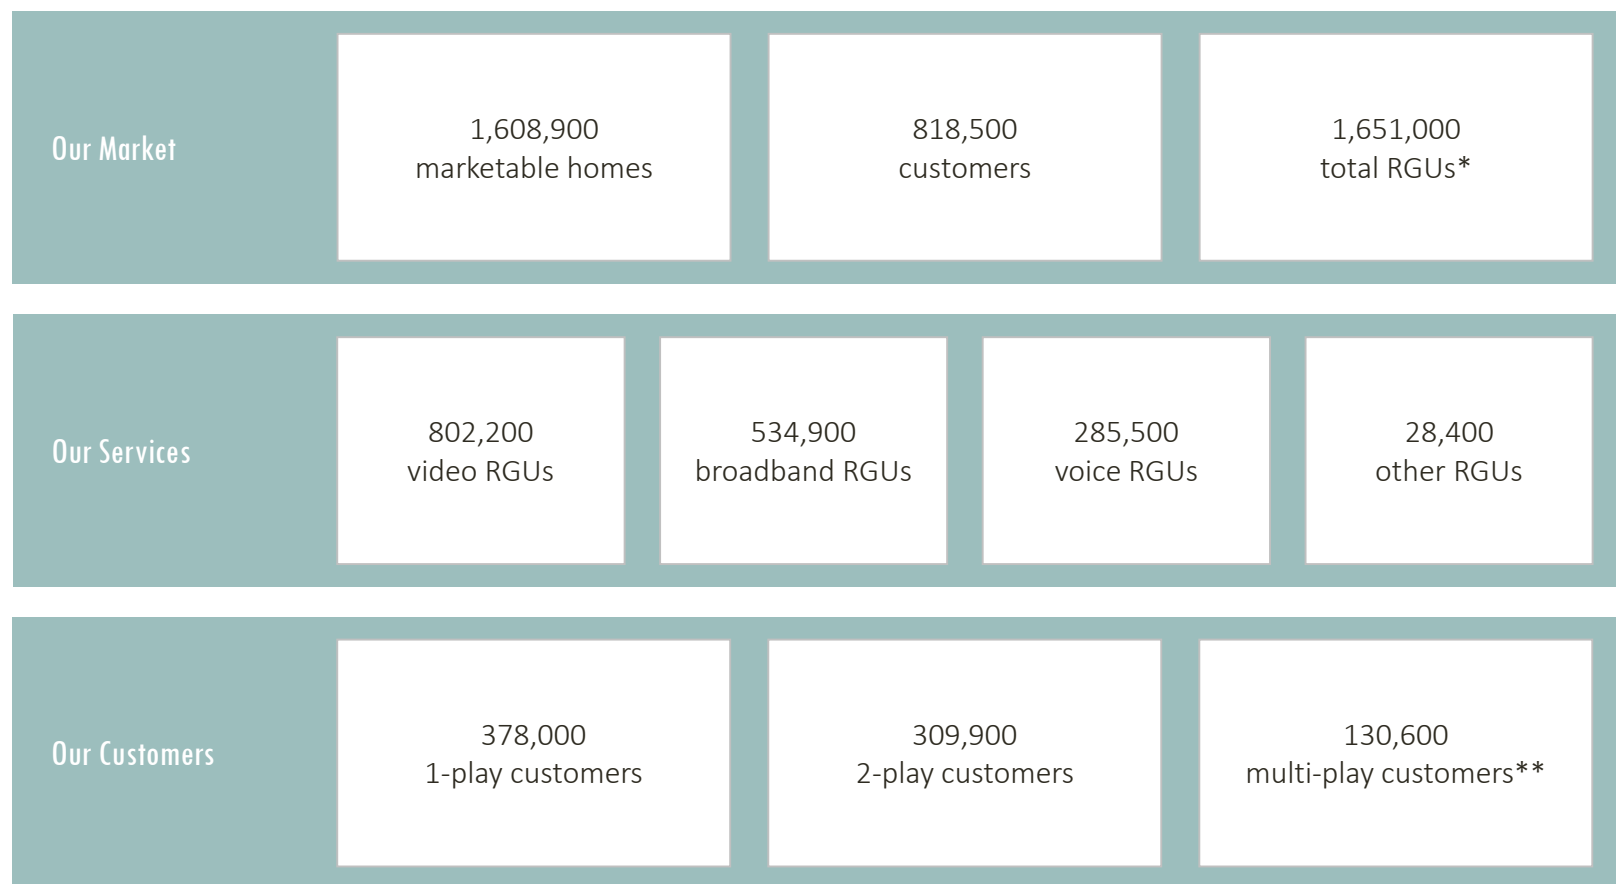 Our Market
1,608,900
marketable homes
818,500
customers
1,651,000
total RGUs*
Our Services
802,200
video RGUs
534,900
broadband RGUs
285,500
voice RGUs
28,400
other RGUs
Our Customers
378,000
1-play customers
309,900
2-play customers
130,600
multi-play customers**